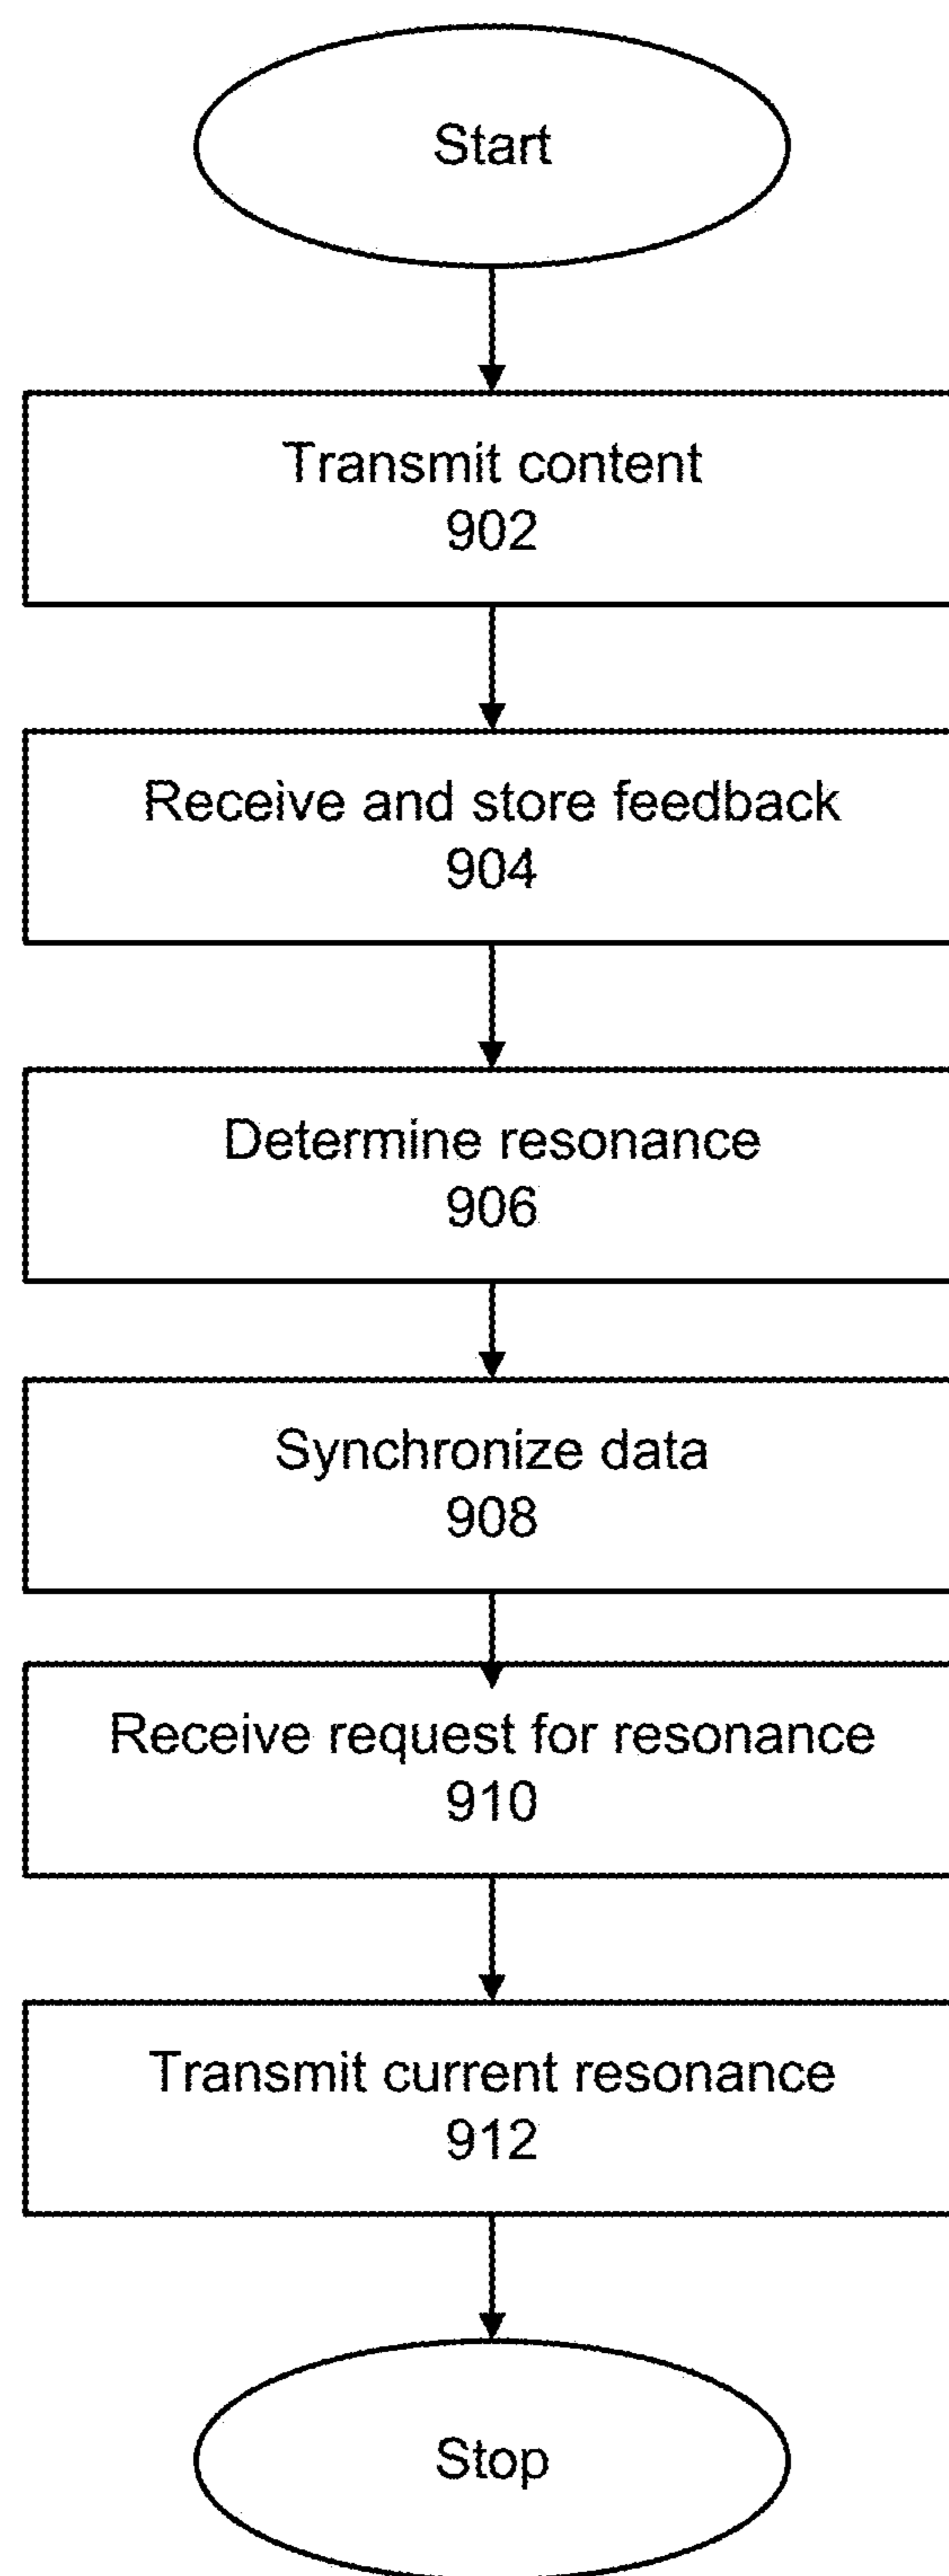 Start
Transmit content
902
Receive and store feedback
904
Determine resonance
906
Synchronize data
908
Receive request for resonance
910
Transmit current resonance
912
Stop